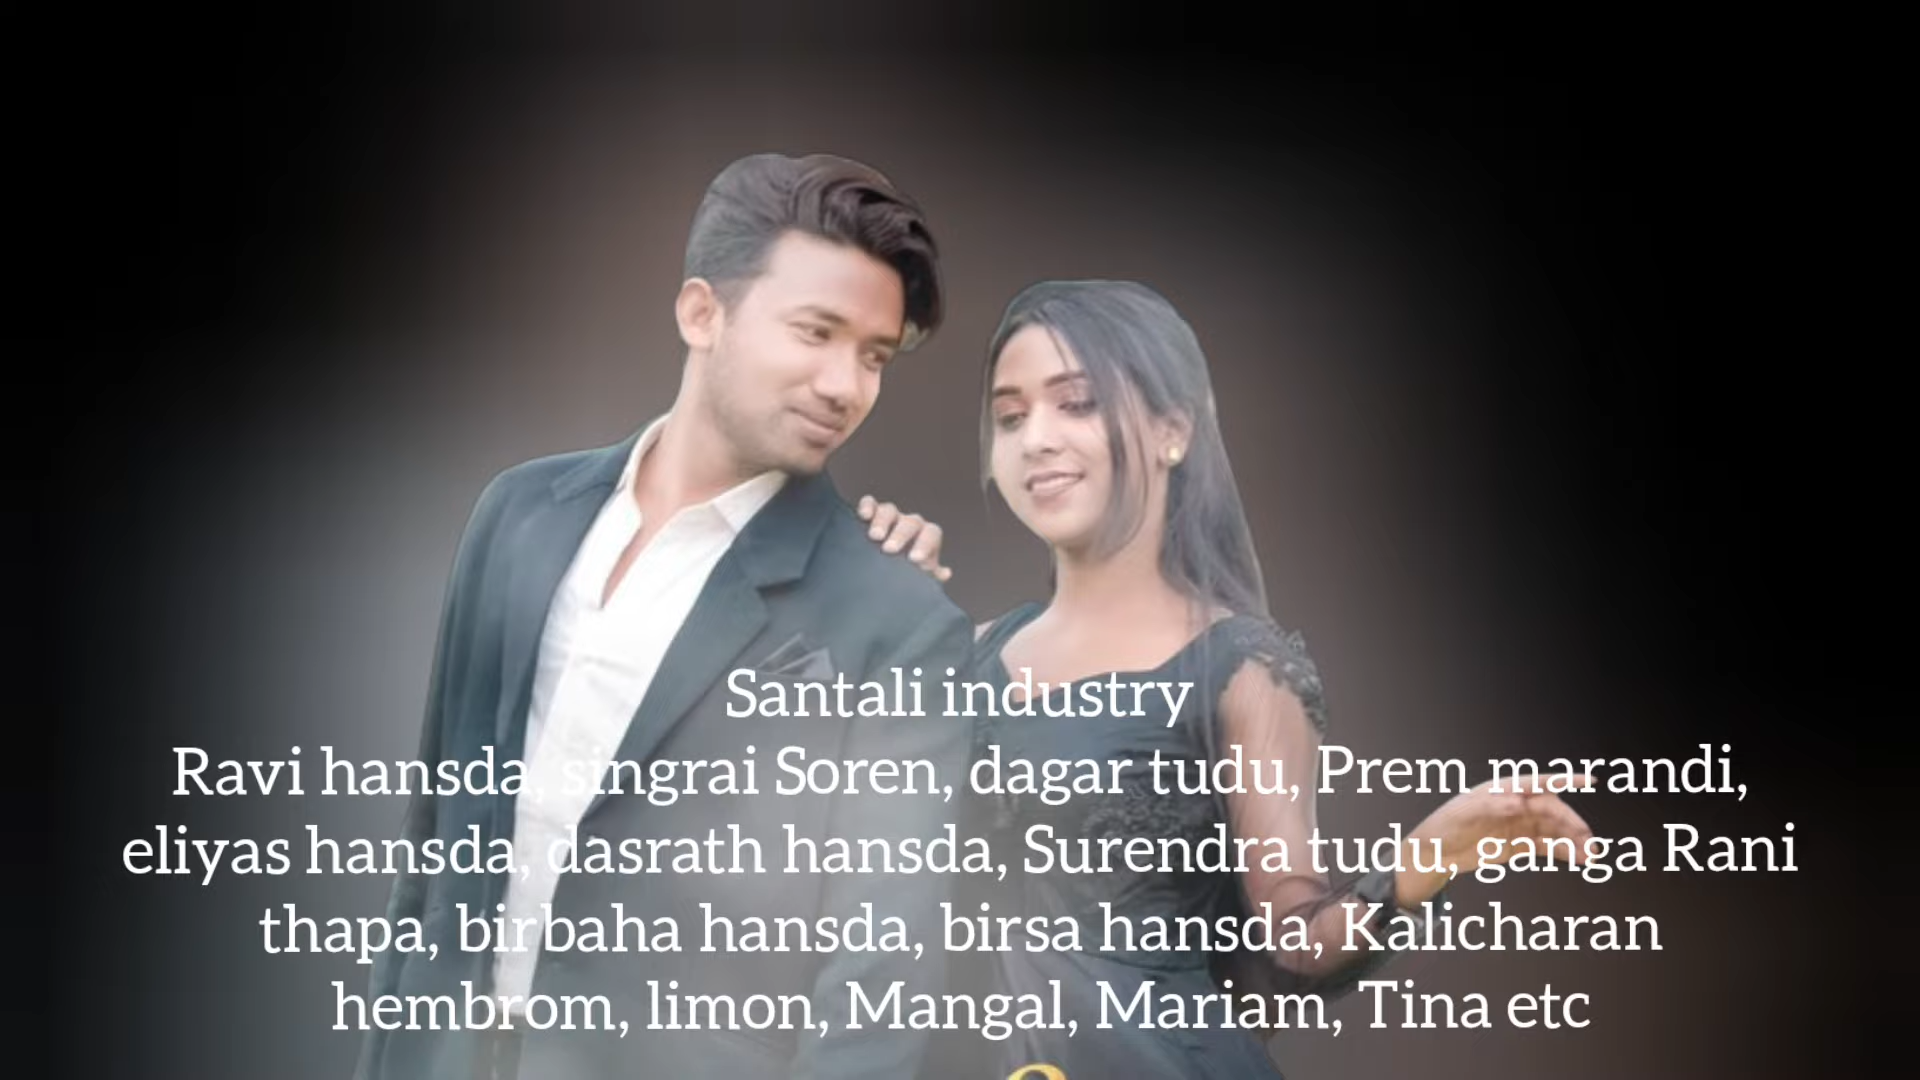 Santali industry
Ravi hansda, singrai Soren, dagar tudu, Prem marandi,
eliyas hansda, dasrath hansda, Surendra tudu, ganga Rani
thapa, birbaha hansda, birsa hansda, Kalicharan
hembrom, limon, Mangal, Mariam, Tina etc